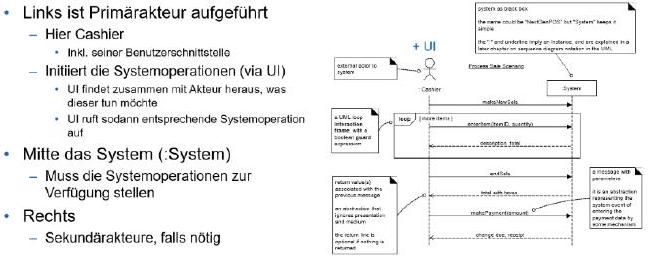 • Links ist Primärakteur aufgeführt
– Hier Cashier
• Inkl. seiner Benutzerschnittstelle
– Initiiert die Systemoperationen (via UI)
• UI findet zusammen mit Akteur heraus, was
dieser tun möchte
• UI ruft sodann entsprechende Systemoperation
auf
• Mitte das System (:System)
– Muss die Systemoperationen zur
Verfügung stellen
• Rechts
– Sekundärakteure, falls nötig
system as black box
the name could be "NextGenPOS" but "System" keeps it
simple
the ":" and underline imply an instance, and are explained in a
later chapter on sequence diagram notation in the UML
+ UI
external actor to
system
Process Sale Scenario
: Cashier
:System
makeNewSale
a UML loop
interaction
frame, with a
boolean guard
expression
loop
[ more items ]
enterItem(itemID, quantity)
description, total
endSale
return value(s)
associated with the
previous message
an abstraction that
ignores presentation
and medium
the return line is
optional if nothing is
returned
total with taxes
makePayment(amount)
change due, receipt
a message with
parameters
it is an abstraction
representing the
system event of
entering the
payment data by
some mechanism